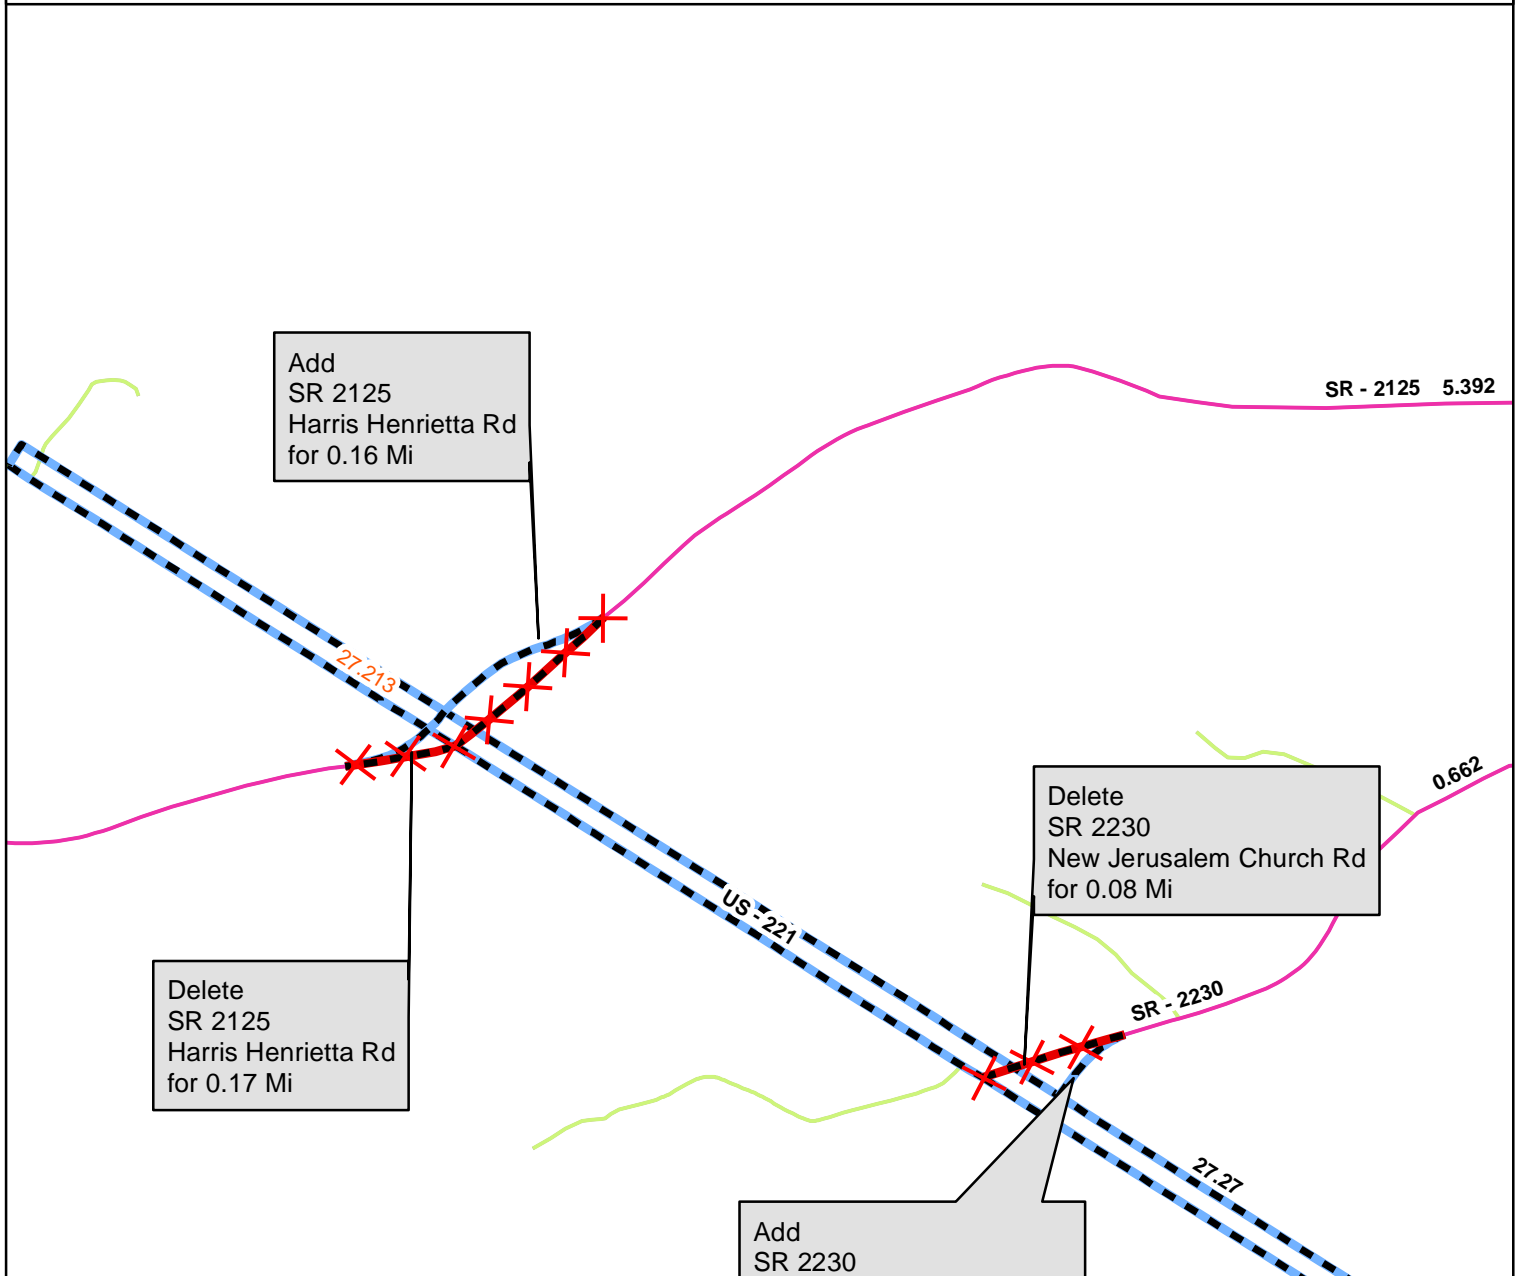 Add
SR 2125
Harris Henrietta Rd
for 0.16 Mi
SR - 2125 5.392
27.213
Delete
SR 2230
New Jerusalem Church Rd
for 0.08 Mi
0.662
US - 221
Delete
SR 2125
Harris Henrietta Rd
for 0.17 Mi
SR - 2230
27.27
Add
SR 2230